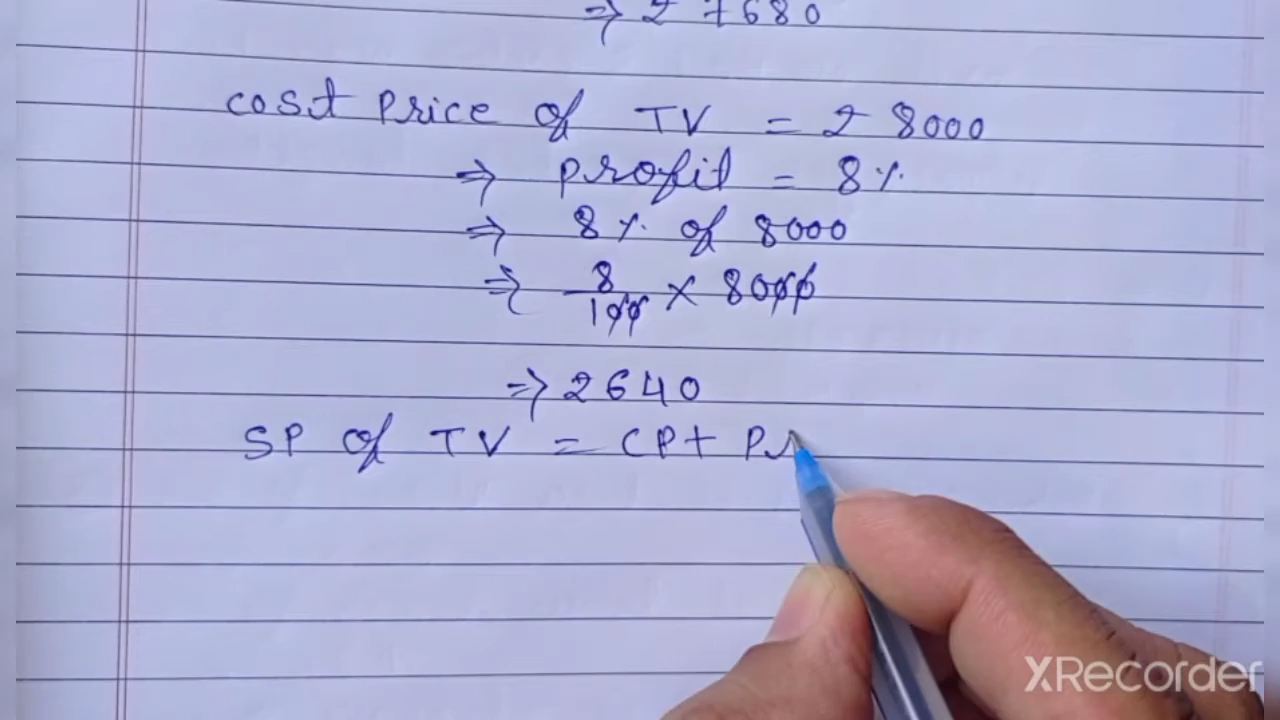 ⇒ ₹ 7680
Cost Price of TV = ₹ 8000
⇒ Profit = 8%
⇒ 8% of 8000
⇒ 8/100 × 8000
⇒ ₹ 640
SP of TV = CP + Pr
XRecorder